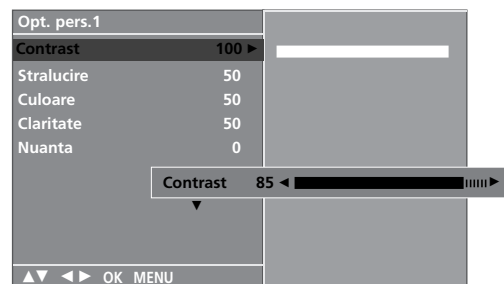 Opt. pers.1
Contrast 100 ►
Stralucire 50
Culoare 50
Claritate 50
Nuanta 0
Contrast 85 ◄ ►
▼
▲▼ ◄► OK MENU